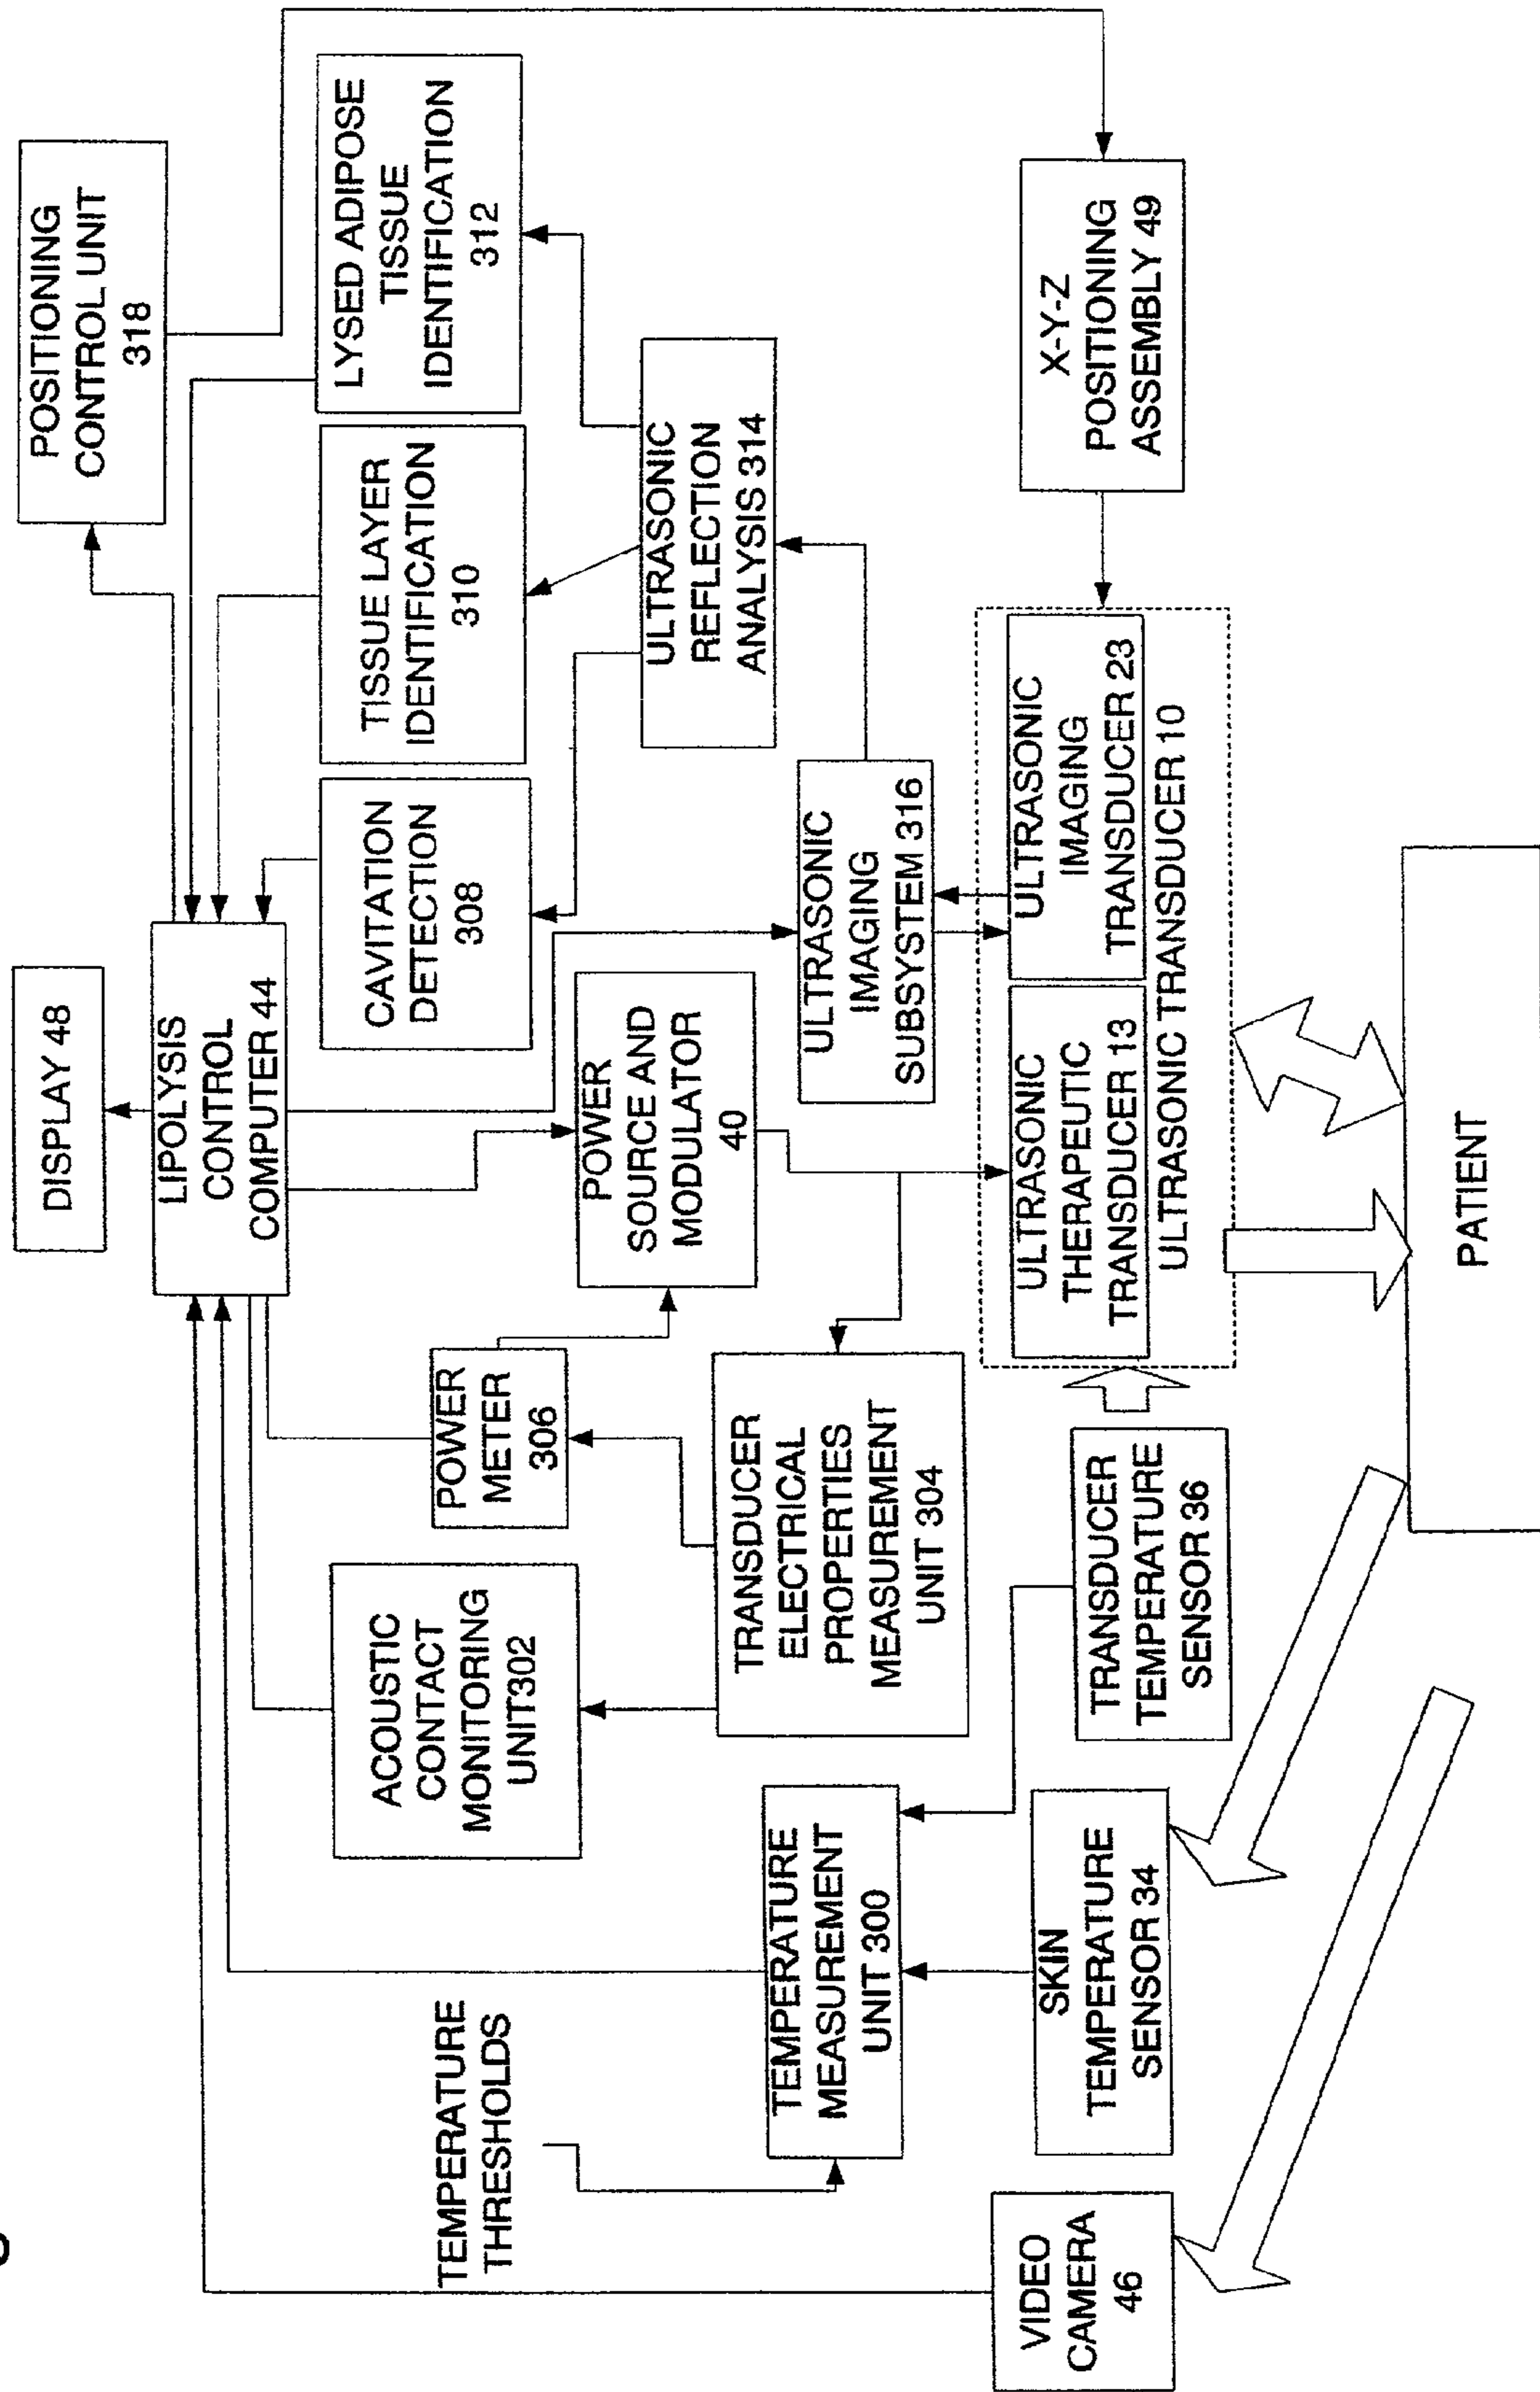 DISPLAY 48
POSITIONING
CONTROL UNIT
318
LIPOLYSIS
CONTROL
COMPUTER 44
ACOUSTIC
CONTACT
MONITORING
UNIT302
POWER
METER
306
CAVITATION
DETECTION
308
TISSUE LAYER
IDENTIFICATION
310
LYSED ADIPOSE
TISSUE
IDENTIFICATION
312
TEMPERATURE
THRESHOLDS
POWER
SOURCE AND
MODULATOR
40
ULTRASONIC
REFLECTION
ANALYSIS 314
TEMPERATURE
MEASUREMENT
UNIT 300
TRANSDUCER
ELECTRICAL
PROPERTIES
MEASUREMENT
UNIT 304
ULTRASONIC
IMAGING
SUBSYSTEM 316
VIDEO
CAMERA
46
SKIN
TEMPERATURE
SENSOR 34
TRANSDUCER
TEMPERATURE
SENSOR 36
ULTRASONIC
THERAPEUTIC
TRANSDUCER 13
ULTRASONIC
IMAGING
TRANSDUCER 23
ULTRASONIC TRANSDUCER 10
X-Y-Z
POSITIONING
ASSEMBLY 49
PATIENT